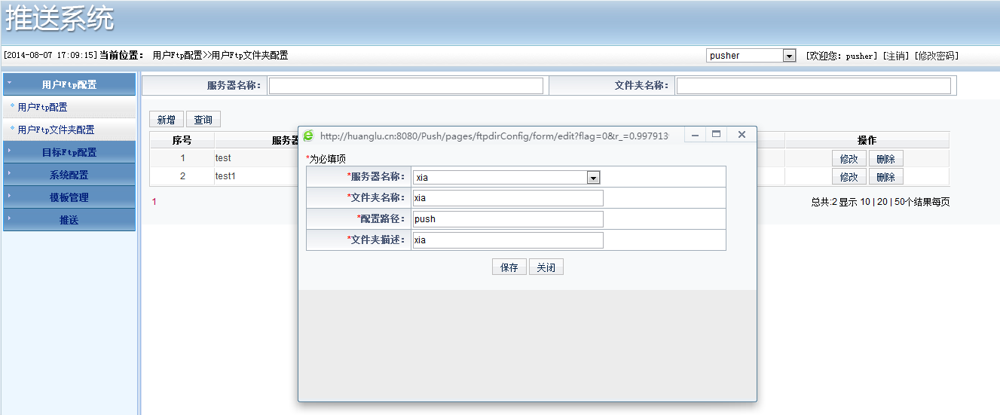 推送系统
[2014-08-07 17:09:15] 当前位置： 用户Ftp配置>>用户Ftp文件夹配置 pusher [欢迎您：pusher] [注销] [修改密码]
用户Ftp配置
用户Ftp配置
用户Ftp文件夹配置
目标Ftp配置
系统配置
模板管理
推送
服务器名称： 文件夹名称：
新增 查询
序号 服务器 操作
1 test 修改 删除
2 test1 修改 删除
1 总共:2 显示 10 | 20 | 50个结果每页
http://huanglu.cn:8080/Push/pages/ftpdirConfig/form/edit?flag=0&r_=0.997913
*为必填项
*服务器名称： xia
*文件夹名称： xia
*配置路径： push
*文件夹描述： xia
保存 关闭